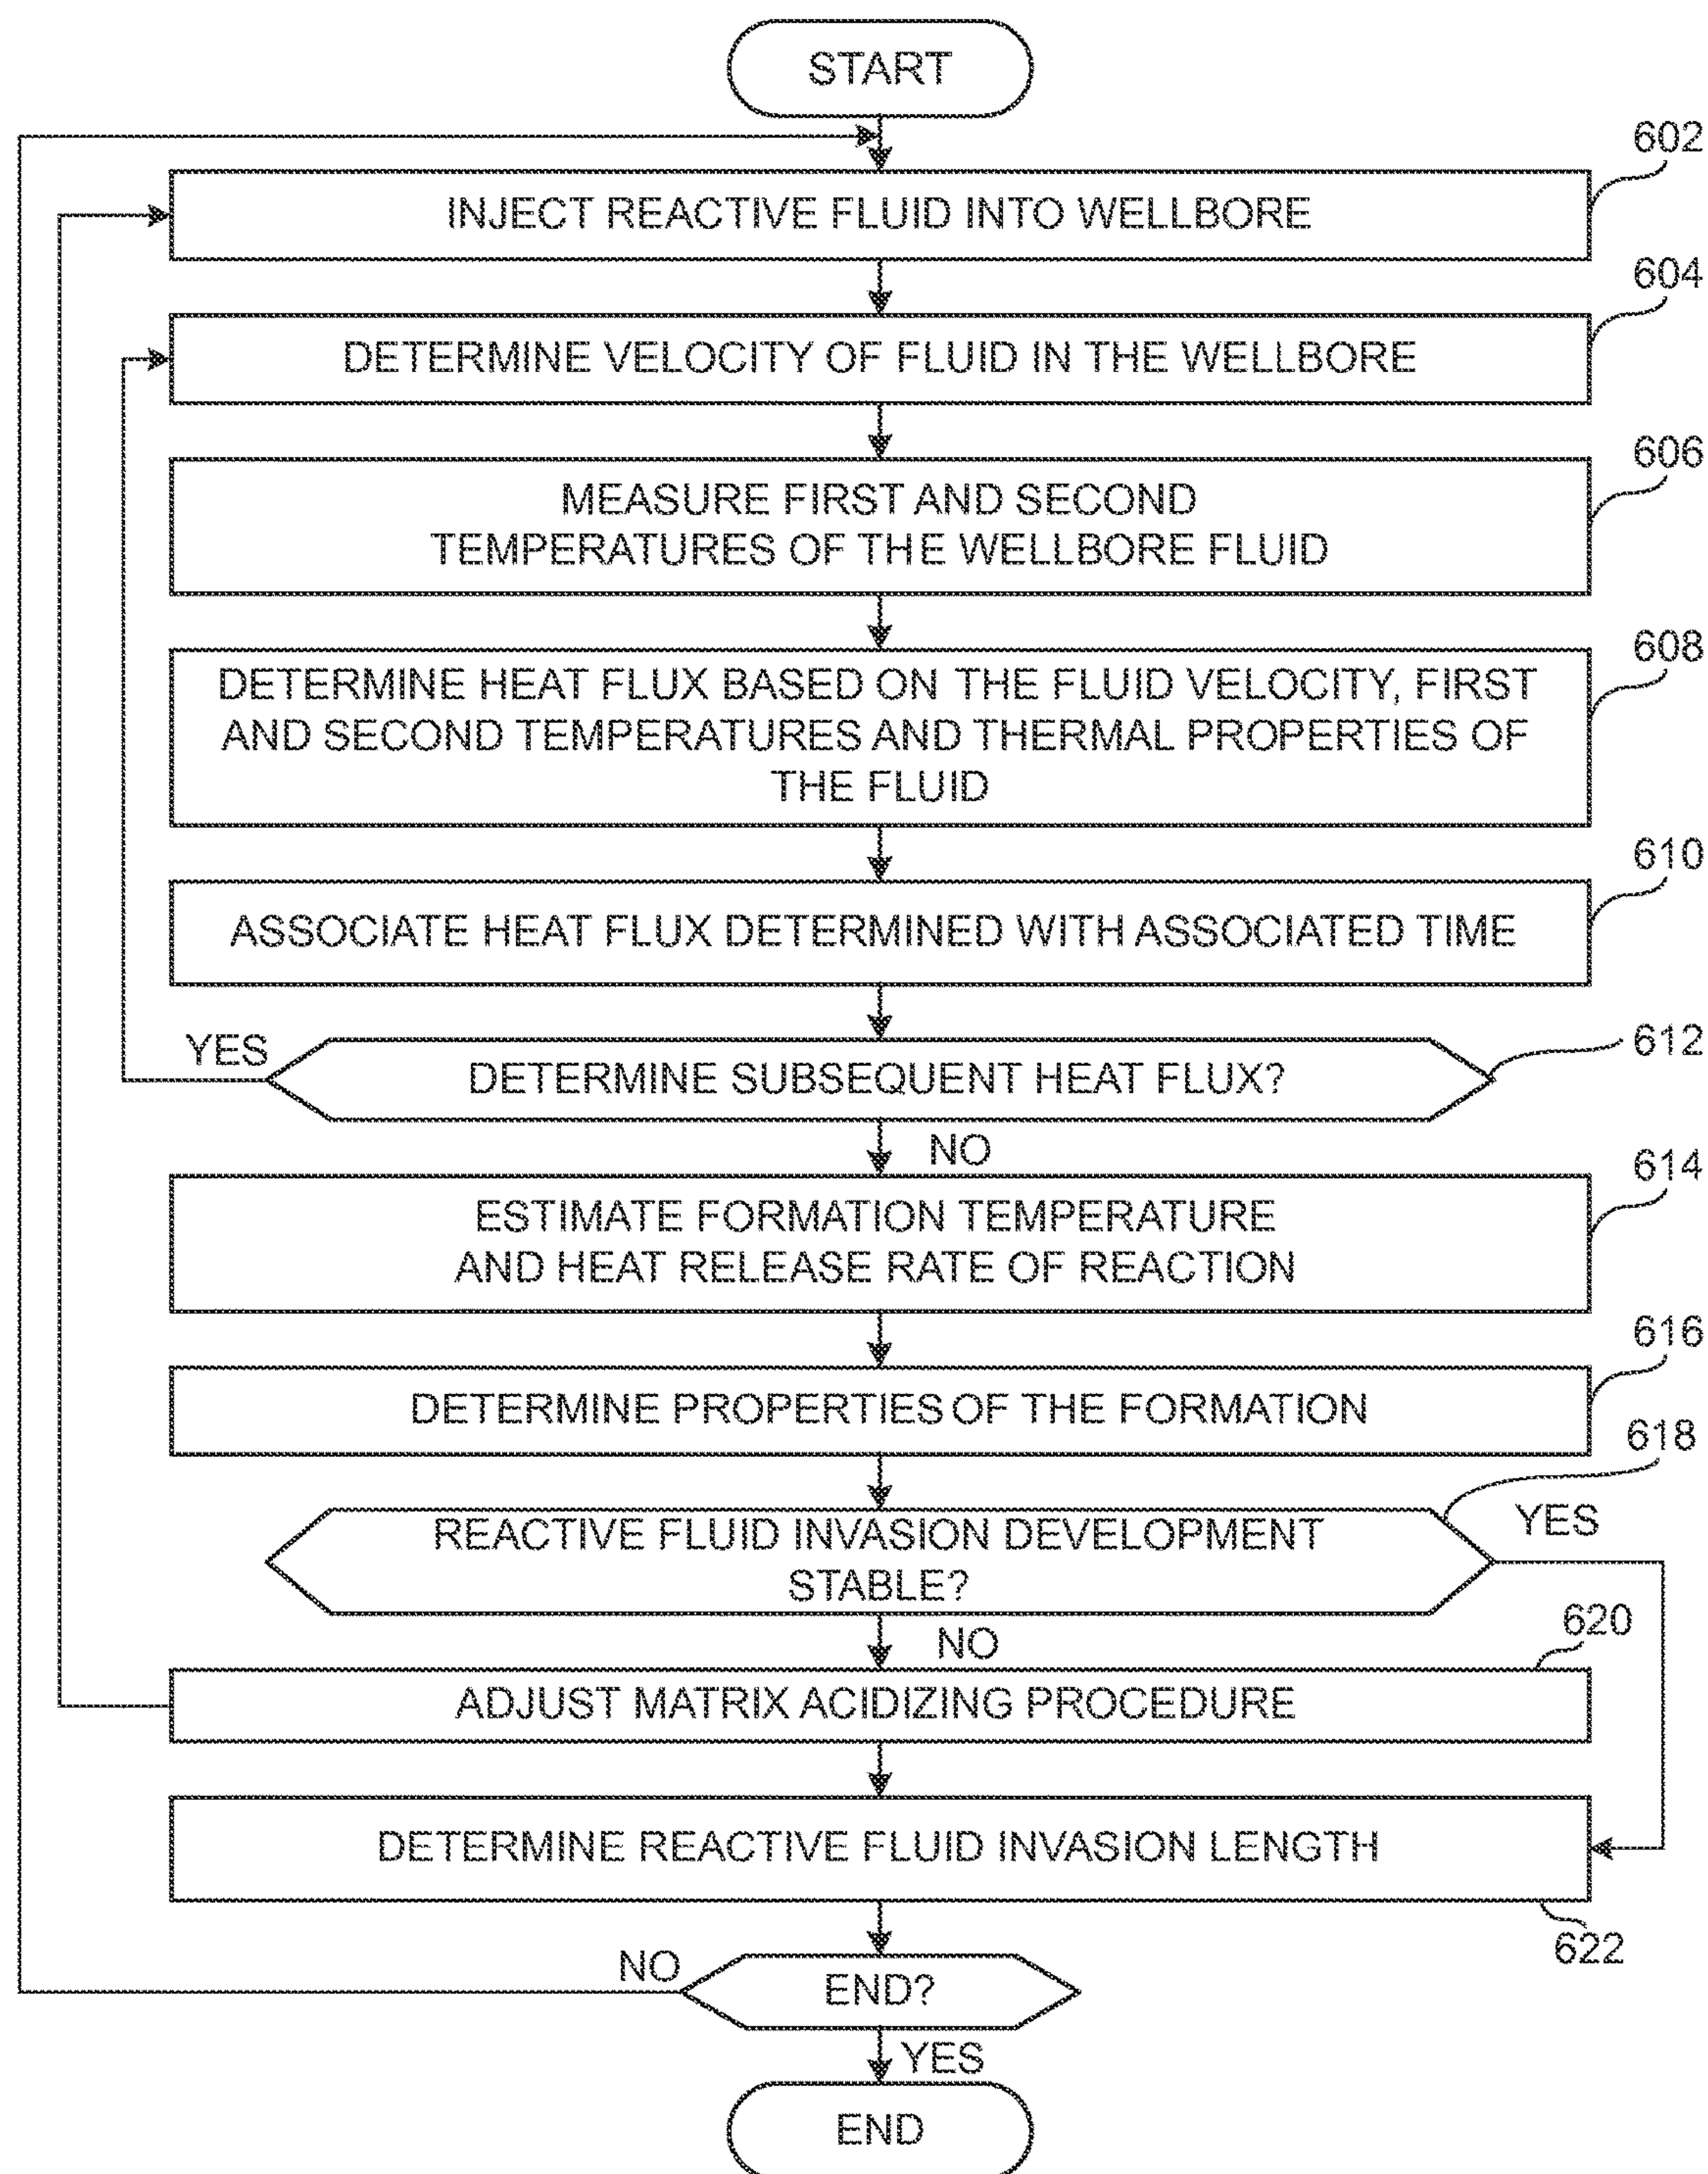 START
602
INJECT REACTIVE FLUID INTO WELLBORE
604
DETERMINE VELOCITY OF FLUID IN THE WELLBORE
606
MEASURE FIRST AND SECOND
TEMPERATURES OF THE WELLBORE FLUID
608
DETERMINE HEAT FLUX BASED ON THE FLUID VELOCITY, FIRST
AND SECOND TEMPERATURES AND THERMAL PROPERTIES OF
THE FLUID
610
ASSOCIATE HEAT FLUX DETERMINED WITH ASSOCIATED TIME
YES
612
DETERMINE SUBSEQUENT HEAT FLUX?
NO
614
ESTIMATE FORMATION TEMPERATURE
AND HEAT RELEASE RATE OF REACTION
616
DETERMINE PROPERTIES OF THE FORMATION
618
YES
REACTIVE FLUID INVASION DEVELOPMENT
STABLE?
NO
620
ADJUST MATRIX ACIDIZING PROCEDURE
DETERMINE REACTIVE FLUID INVASION LENGTH
622
NO
END?
YES
END